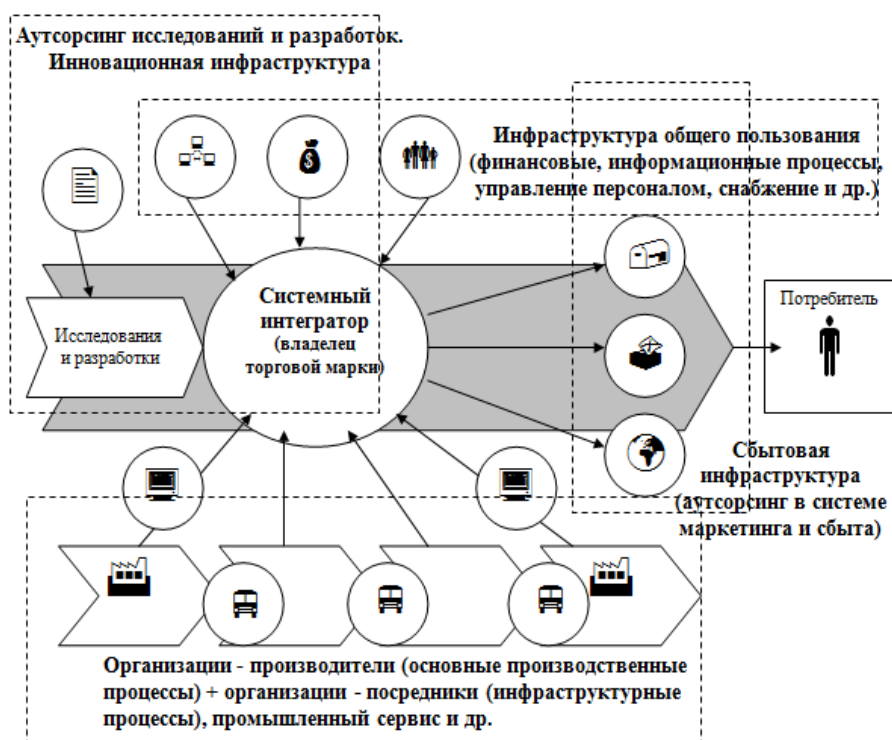 Аутсорсинг исследований и разработок.
Инновационная инфраструктура
Инфраструктура общего пользования
(финансовые, информационные процессы,
управление персоналом, снабжение и др.)
$
Системный
интегратор
(владелец
торговой марки)
Исследования
и разработки
Потребитель
Сбытовая
инфраструктура
(аутсорсинг в системе
маркетинга и сбыта)
Организации - производители (основные производственные
процессы) + организации - посредники (инфраструктурные
процессы), промышленный сервис и др.